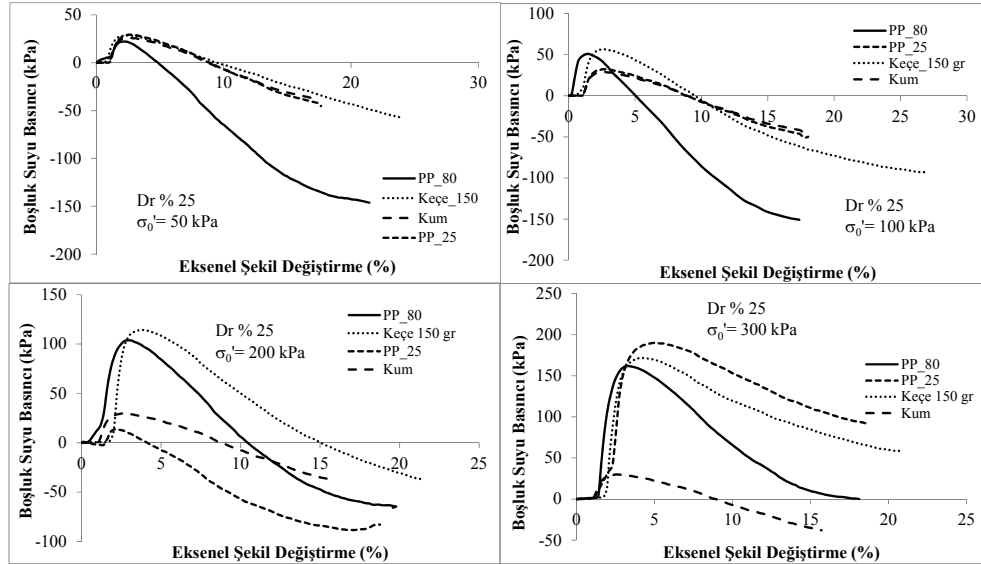 50
0
-50
-100
-150
-200
0
10
20
30
Boşluk Suyu Basıncı (kPa)
Eksenel Şekil Değiştirme (%)
Dr % 25
σ0'= 50 kPa
PP_80
Keçe_150
Kum
PP_25
100
50
0
-50
-100
-150
-200
0
5
10
15
20
25
30
Boşluk Suyu Basıncı (kPa)
Eksenel Şekil Değiştirme (%)
PP_80
PP_25
Keçe_150 gr
Kum
Dr % 25
σ0'= 100 kPa
200
150
100
50
0
-50
-100
0
5
10
15
20
25
Boşluk Suyu Basıncı (kPa)
Eksenel Şekil Değiştirme (%)
Dr % 25
σ0'= 200 kPa
PP_80
Keçe 150 gr
PP_25
Kum
250
200
150
100
50
0
-50
0
5
10
15
20
25
Boşluk Suyu Basıncı (kPa)
Eksenel Şekil Değiştirme (%)
Dr % 25
σ0'= 300 kPa
PP_80
PP_25
Keçe 150 gr
Kum